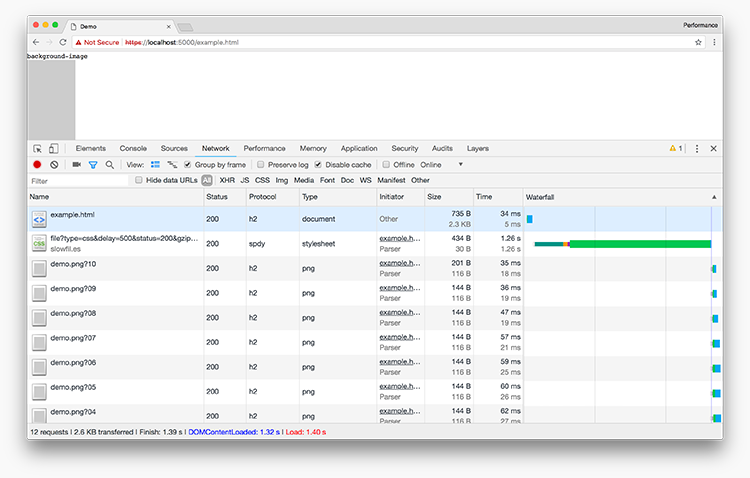 Demo
Performance
Not Secure https://localhost:5000/example.html
background-image
Elements Console Sources Network Performance Memory Application Security Audits Layers 1
View: Group by frame Preserve log Disable cache Offline Online
Filter Hide data URLs All XHR JS CSS Img Media Font Doc WS Manifest Other
Name Status Protocol Type Initiator Size Time Waterfall
example.html 200 h2 document Other 735 B 34 ms
2.3 KB 5 ms
file?type=css&delay=500&status=200&gzip... 200 spdy stylesheet example.h... 434 B 1.26 s
slowfil.es Parser 30 B 1.26 s
demo.png?10 200 h2 png example.h... 201 B 35 ms
Parser 116 B 18 ms
demo.png?09 200 h2 png example.h... 144 B 36 ms
Parser 116 B 19 ms
demo.png?08 200 h2 png example.h... 144 B 47 ms
Parser 116 B 19 ms
demo.png?07 200 h2 png example.h... 144 B 57 ms
Parser 116 B 21 ms
demo.png?06 200 h2 png example.h... 144 B 59 ms
Parser 116 B 25 ms
demo.png?05 200 h2 png example.h... 144 B 60 ms
Parser 116 B 26 ms
demo.png?04 200 h2 png example.h... 144 B 62 ms
Parser 116 B 27 ms
12 requests | 2.6 KB transferred | Finish: 1.39 s | DOMContentLoaded: 1.32 s | Load: 1.40 s